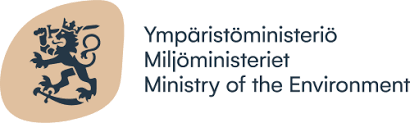 Ympäristöministeriö
Miljöministeriet
Ministry of the Environment